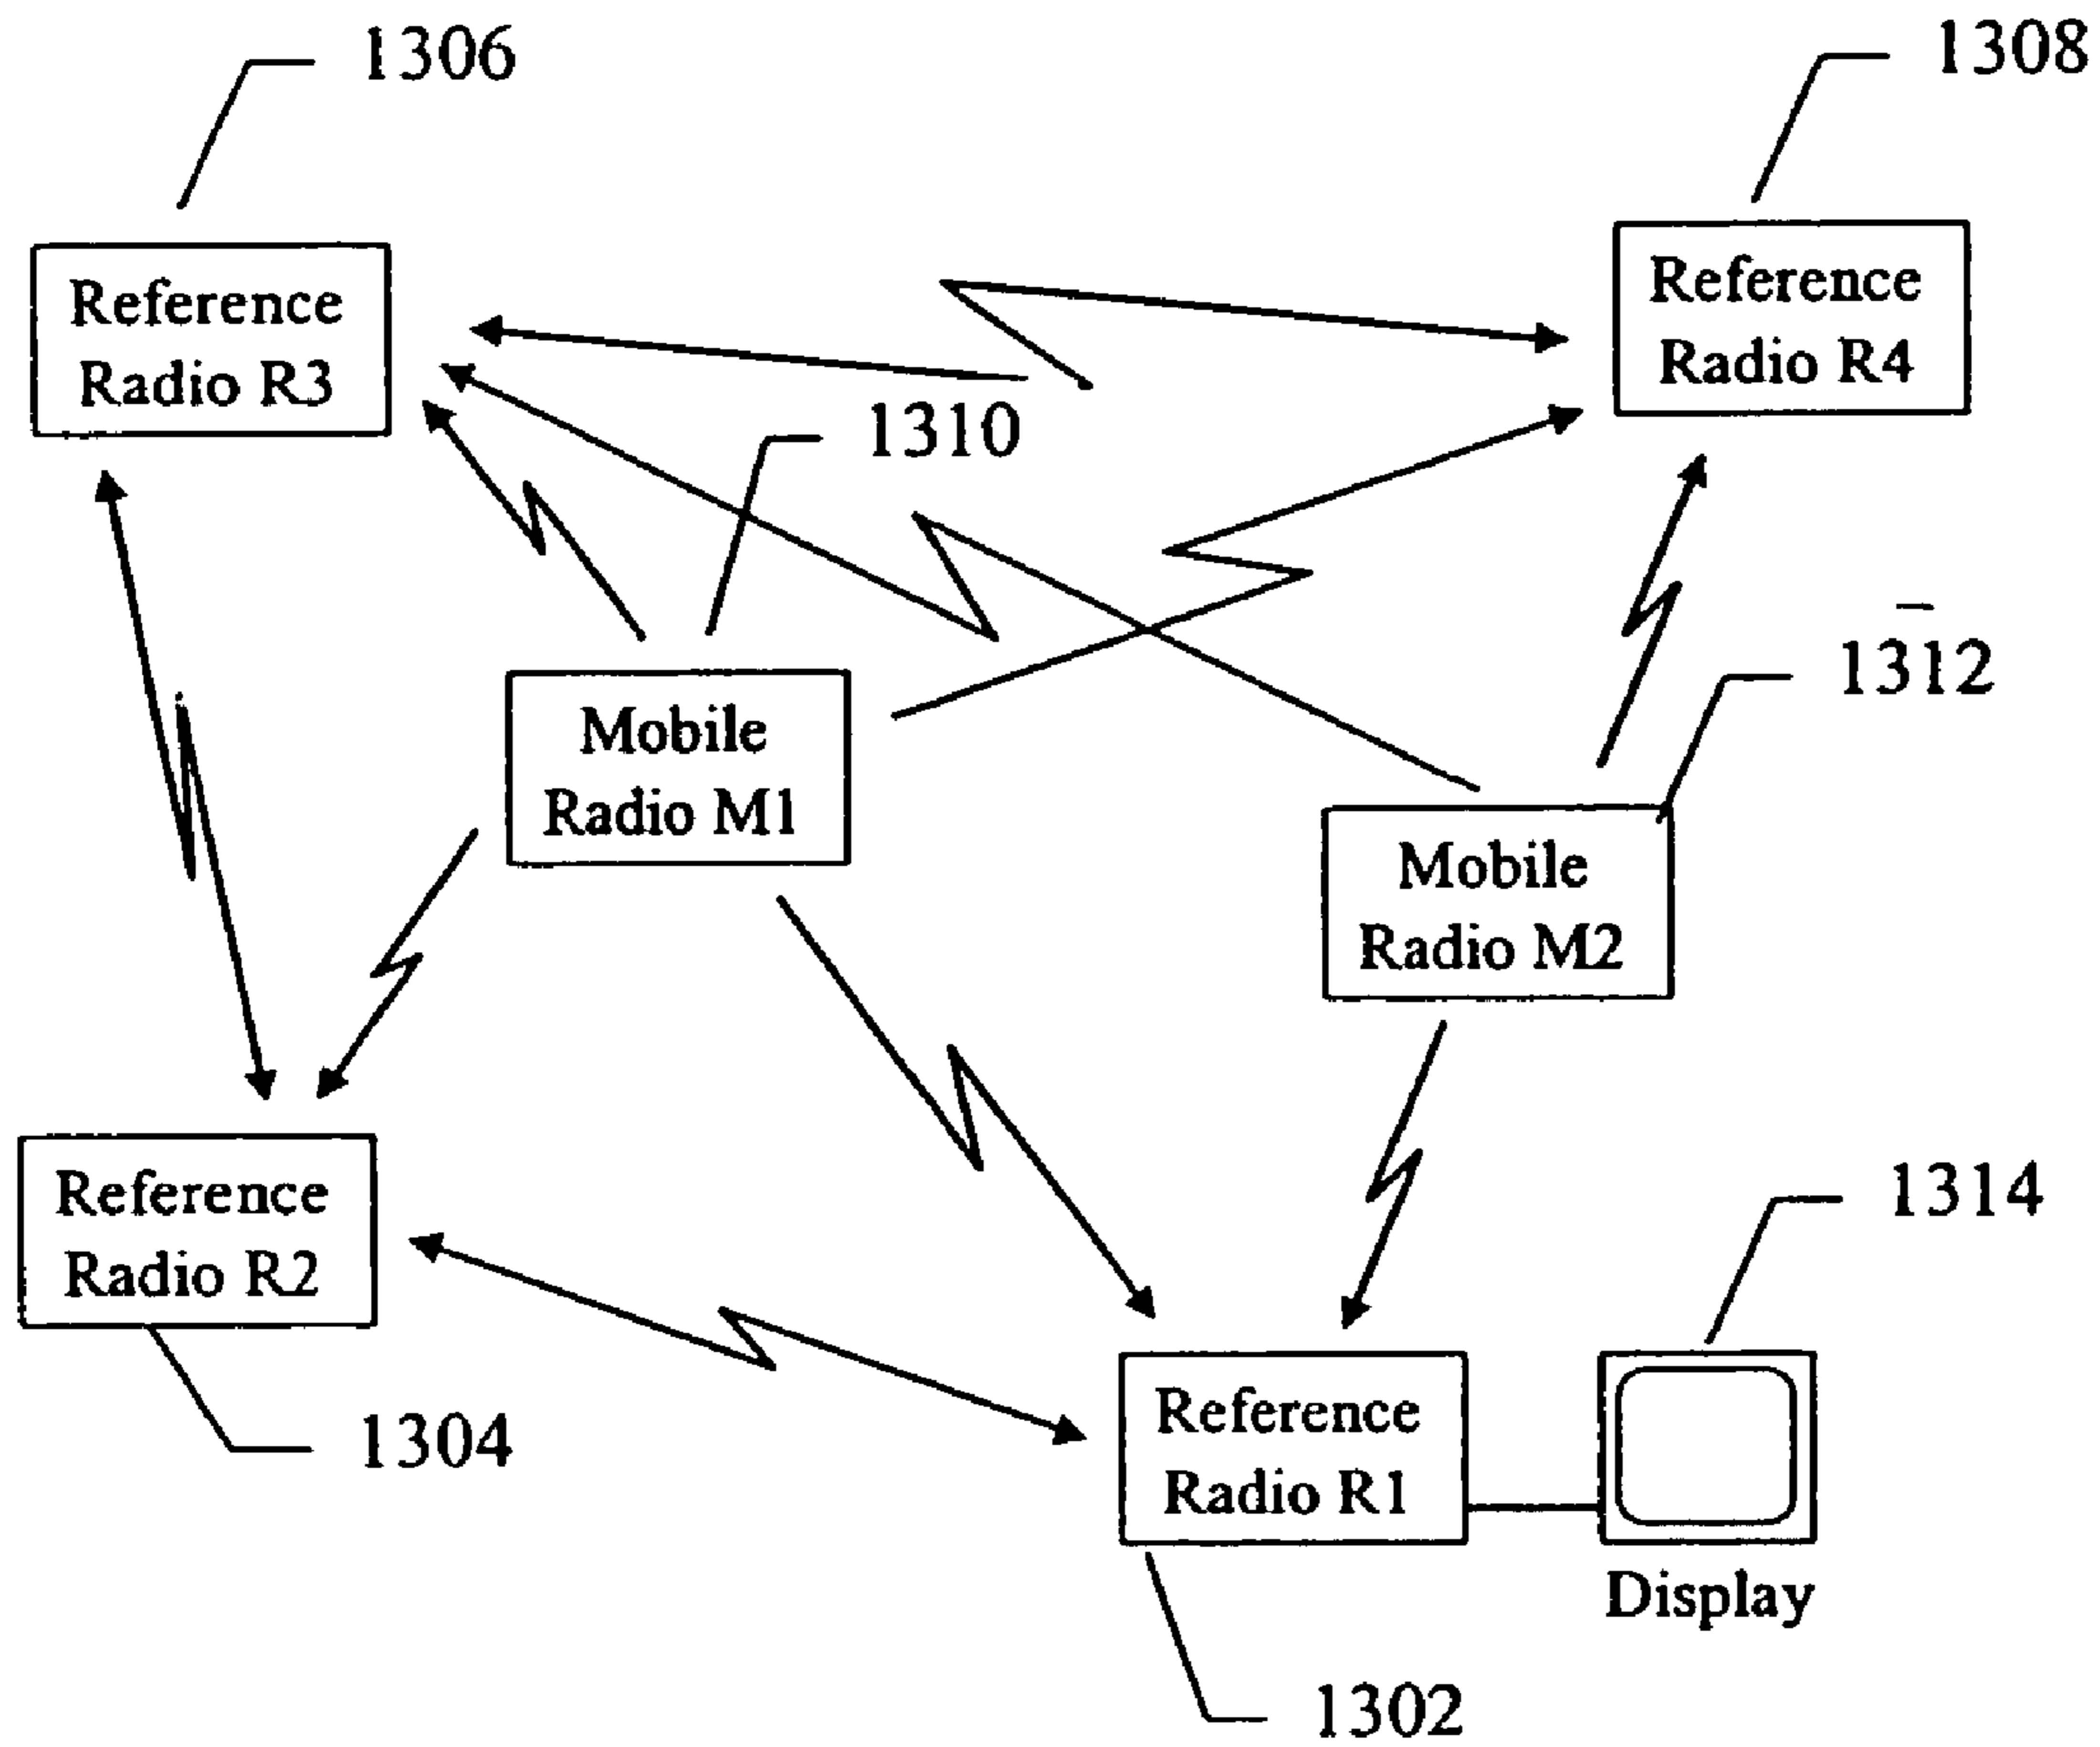 1306
1308
Reference
Radio R3
Reference
Radio R4
1310
1312
Mobile
Radio M1
Mobile
Radio M2
Reference
Radio R2
1314
1304
Reference
Radio R1
Display
1302